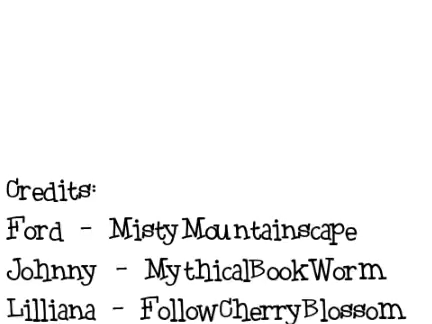 Credits:
Ford - MistyMountainscape
Johnny - MythicalBookWorm
Lilliana - FollowCherryBlossom